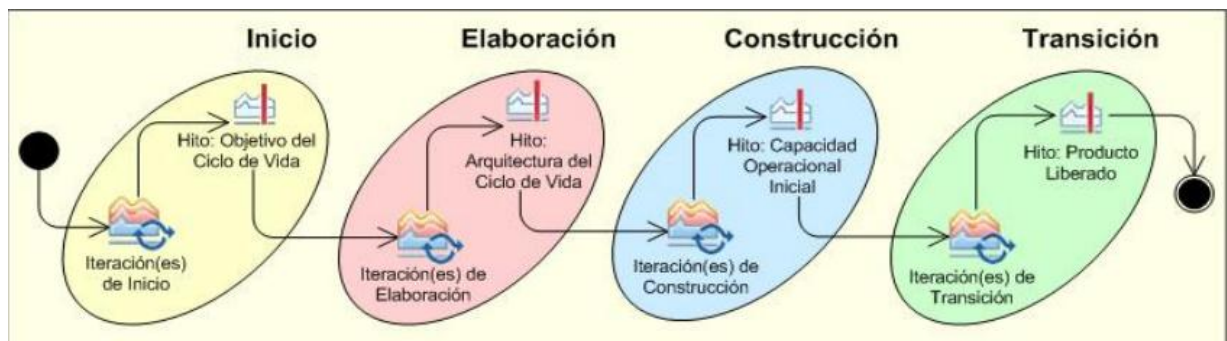 Inicio
Elaboración
Construcción
Transición
Hito: Objetivo del
Ciclo de Vida
Iteración(es)
de Inicio
Hito:
Arquitectura del
Ciclo de Vida
Iteración(es) de
Elaboración
Hito: Capacidad
Operacional
Inicial
Iteración(es) de
Construcción
Hito: Producto
Liberado
Iteración(es) de
Transición